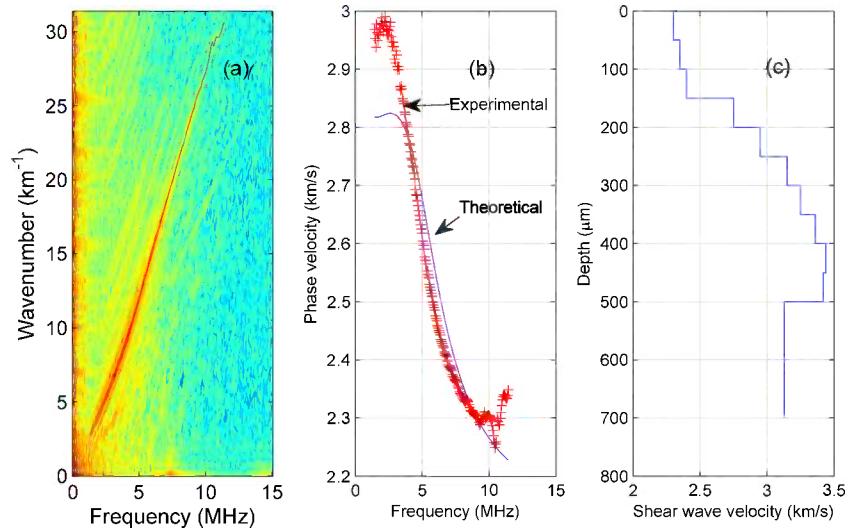 (a)
Wavenumber (km⁻¹)
30
25
20
15
10
5
0
0 5 10 15
Frequency (MHz)
(b)
Experimental
Theoretical
Phase velocity (km/s)
3
2.9
2.8
2.7
2.6
2.5
2.4
2.3
2.2
0 5 10 15
Frequency (MHz)
(c)
Depth (μm)
0
100
200
300
400
500
600
700
800
2 2.5 3 3.5
Shear wave velocity (km/s)